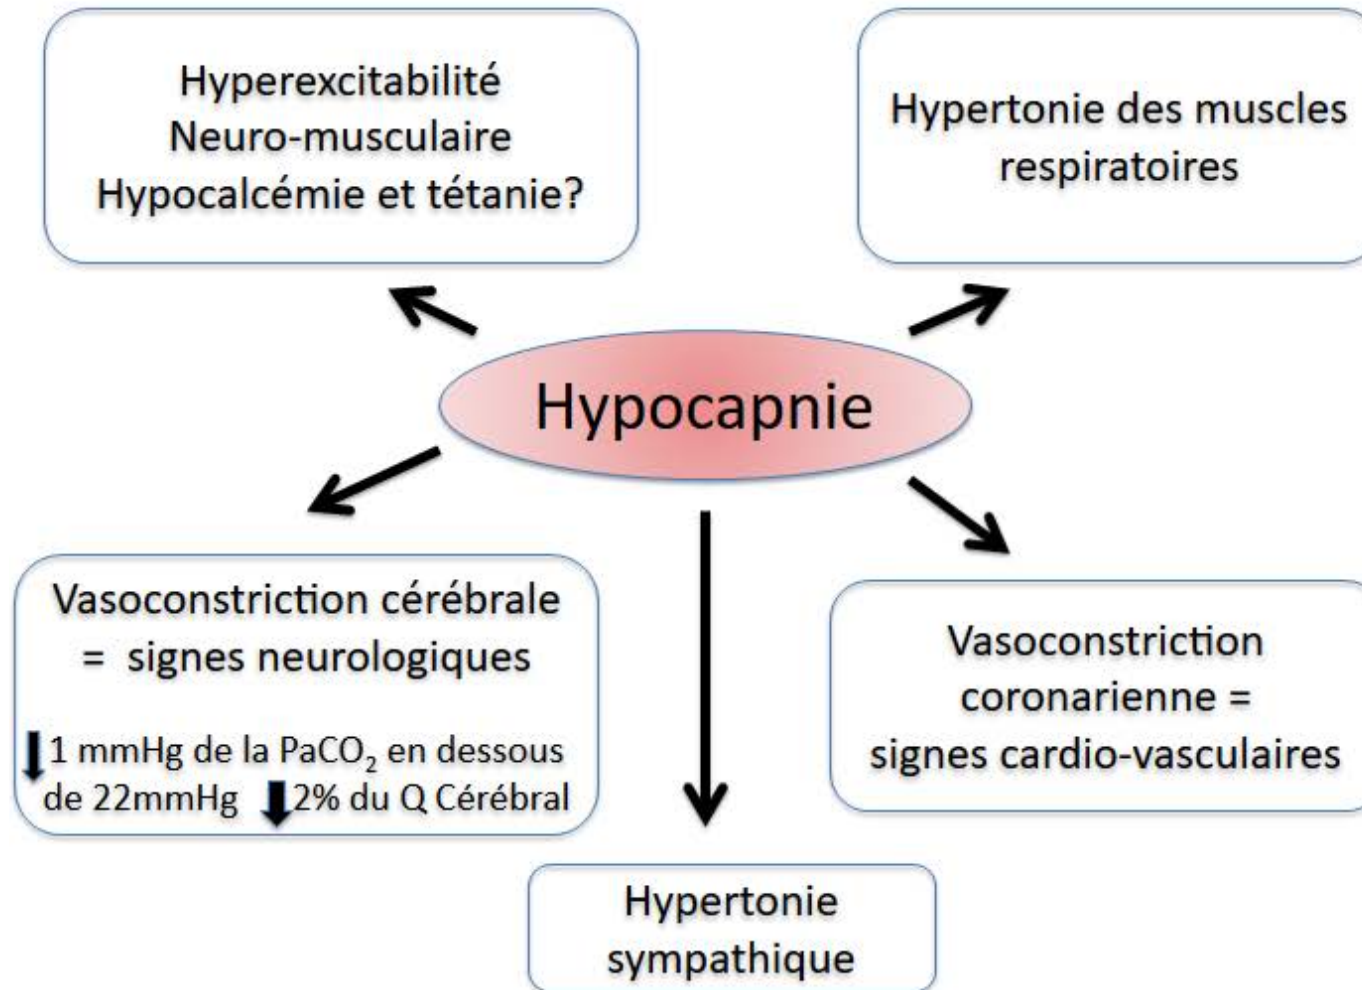 Hyperexcitabilité
Neuro-musculaire
Hypocalcémie et tétanie?
Hypertonie des muscles
respiratoires
Hypocapnie
Vasoconstriction cérébrale
= signes neurologiques
1 mmHg de la PaCO₂ en dessous
de 22mmHg 2% du Q Cérébral
Vasoconstriction
coronarienne =
signes cardio-vasculaires
Hypertonie
sympathique